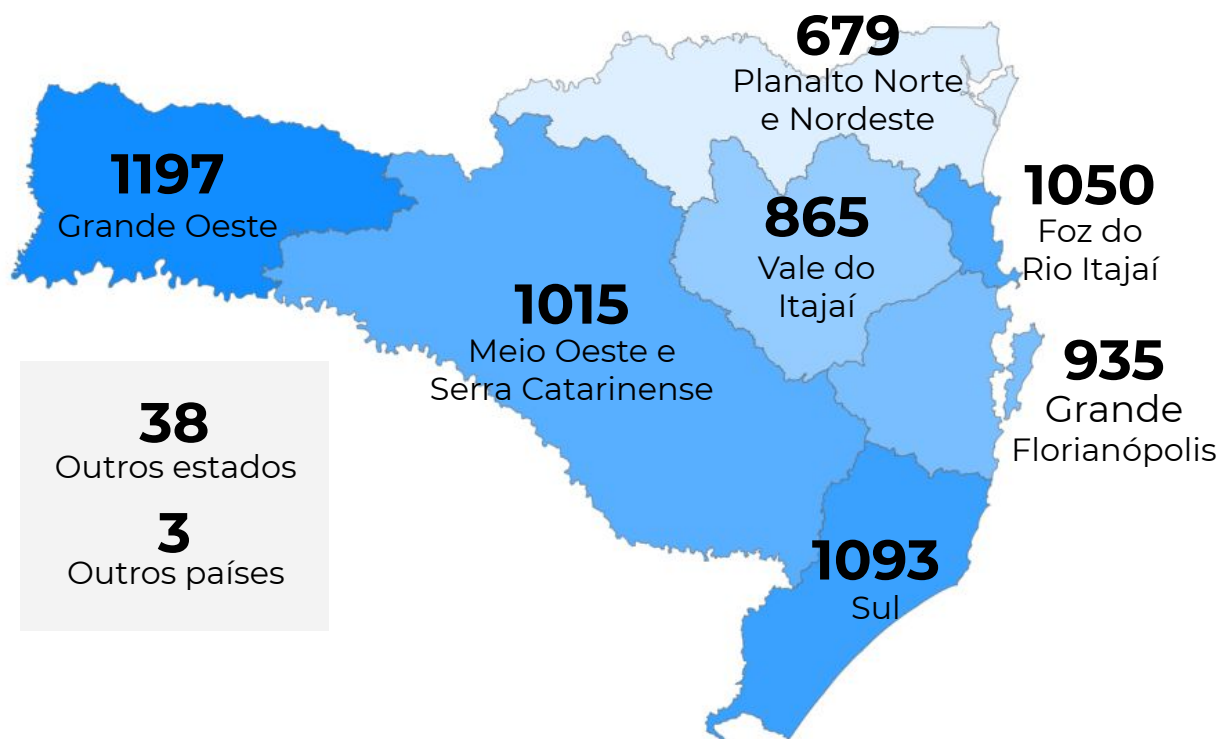 679
Planalto Norte
e Nordeste
1197
Grande Oeste
865
Vale do
Itajaí
1050
Foz do
Rio Itajaí
1015
Meio Oeste e
Serra Catarinense
935
Grande
Florianópolis
38
Outros estados
3
Outros países
1093
Sul